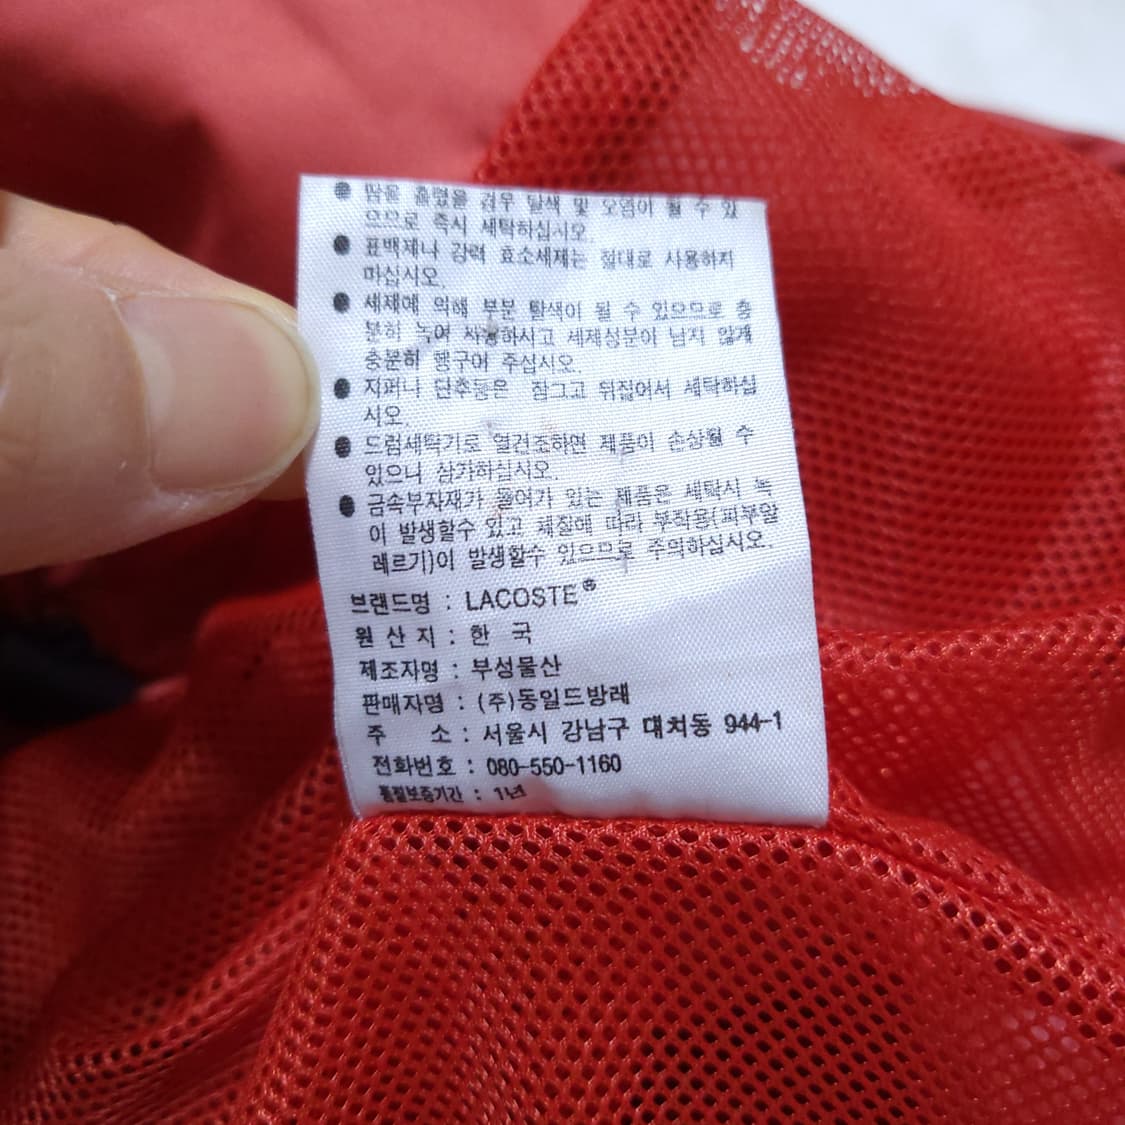 ● 땀을 흘렸을 경우 탈색 및 오염이 될 수 있
으므로 즉시 세탁하십시오.
● 표백제나 강력 효소세제는 절대로 사용하지
마십시오.
● 세제에 의해 부분 탈색이 될 수 있으므로 충
분히 녹여 사용하시고 세제성분이 남지 않게
충분히 헹구어 주십시오.
● 지퍼나 단추등은 잠그고 뒤집어서 세탁하십
시오.
● 드럼세탁기로 열건조하면 제품이 손상될 수
있으니 삼가하십시오.
● 금속부자재가 들어가 있는 제품은 세탁시 녹
이 발생할수 있고 체질에 따라 부작용(피부알
레르기)이 발생할수 있으므로 주의하십시오.
브랜드명 : LACOSTE®
원 산 지 : 한 국
제조자명 : 부성물산
판매자명 : (주)동일드방레
주 소 : 서울시 강남구 대치동 944-1
전화번호 : 080-550-1160
품질보증기간 : 1년